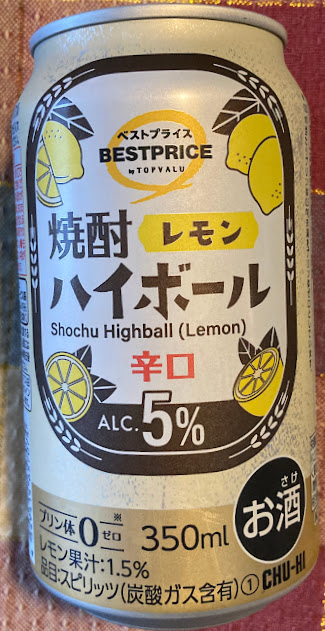 ベストプライス
BESTPRICE
by TOPVALU
焼酎 レモン
ハイボール
Shochu Highball (Lemon)
辛口
ALC. 5%
さけ
お酒
プリン体0ゼロ※ 350ml
レモン果汁:1.5%
品目:スピリッツ(炭酸ガス含有)① CHU-HI